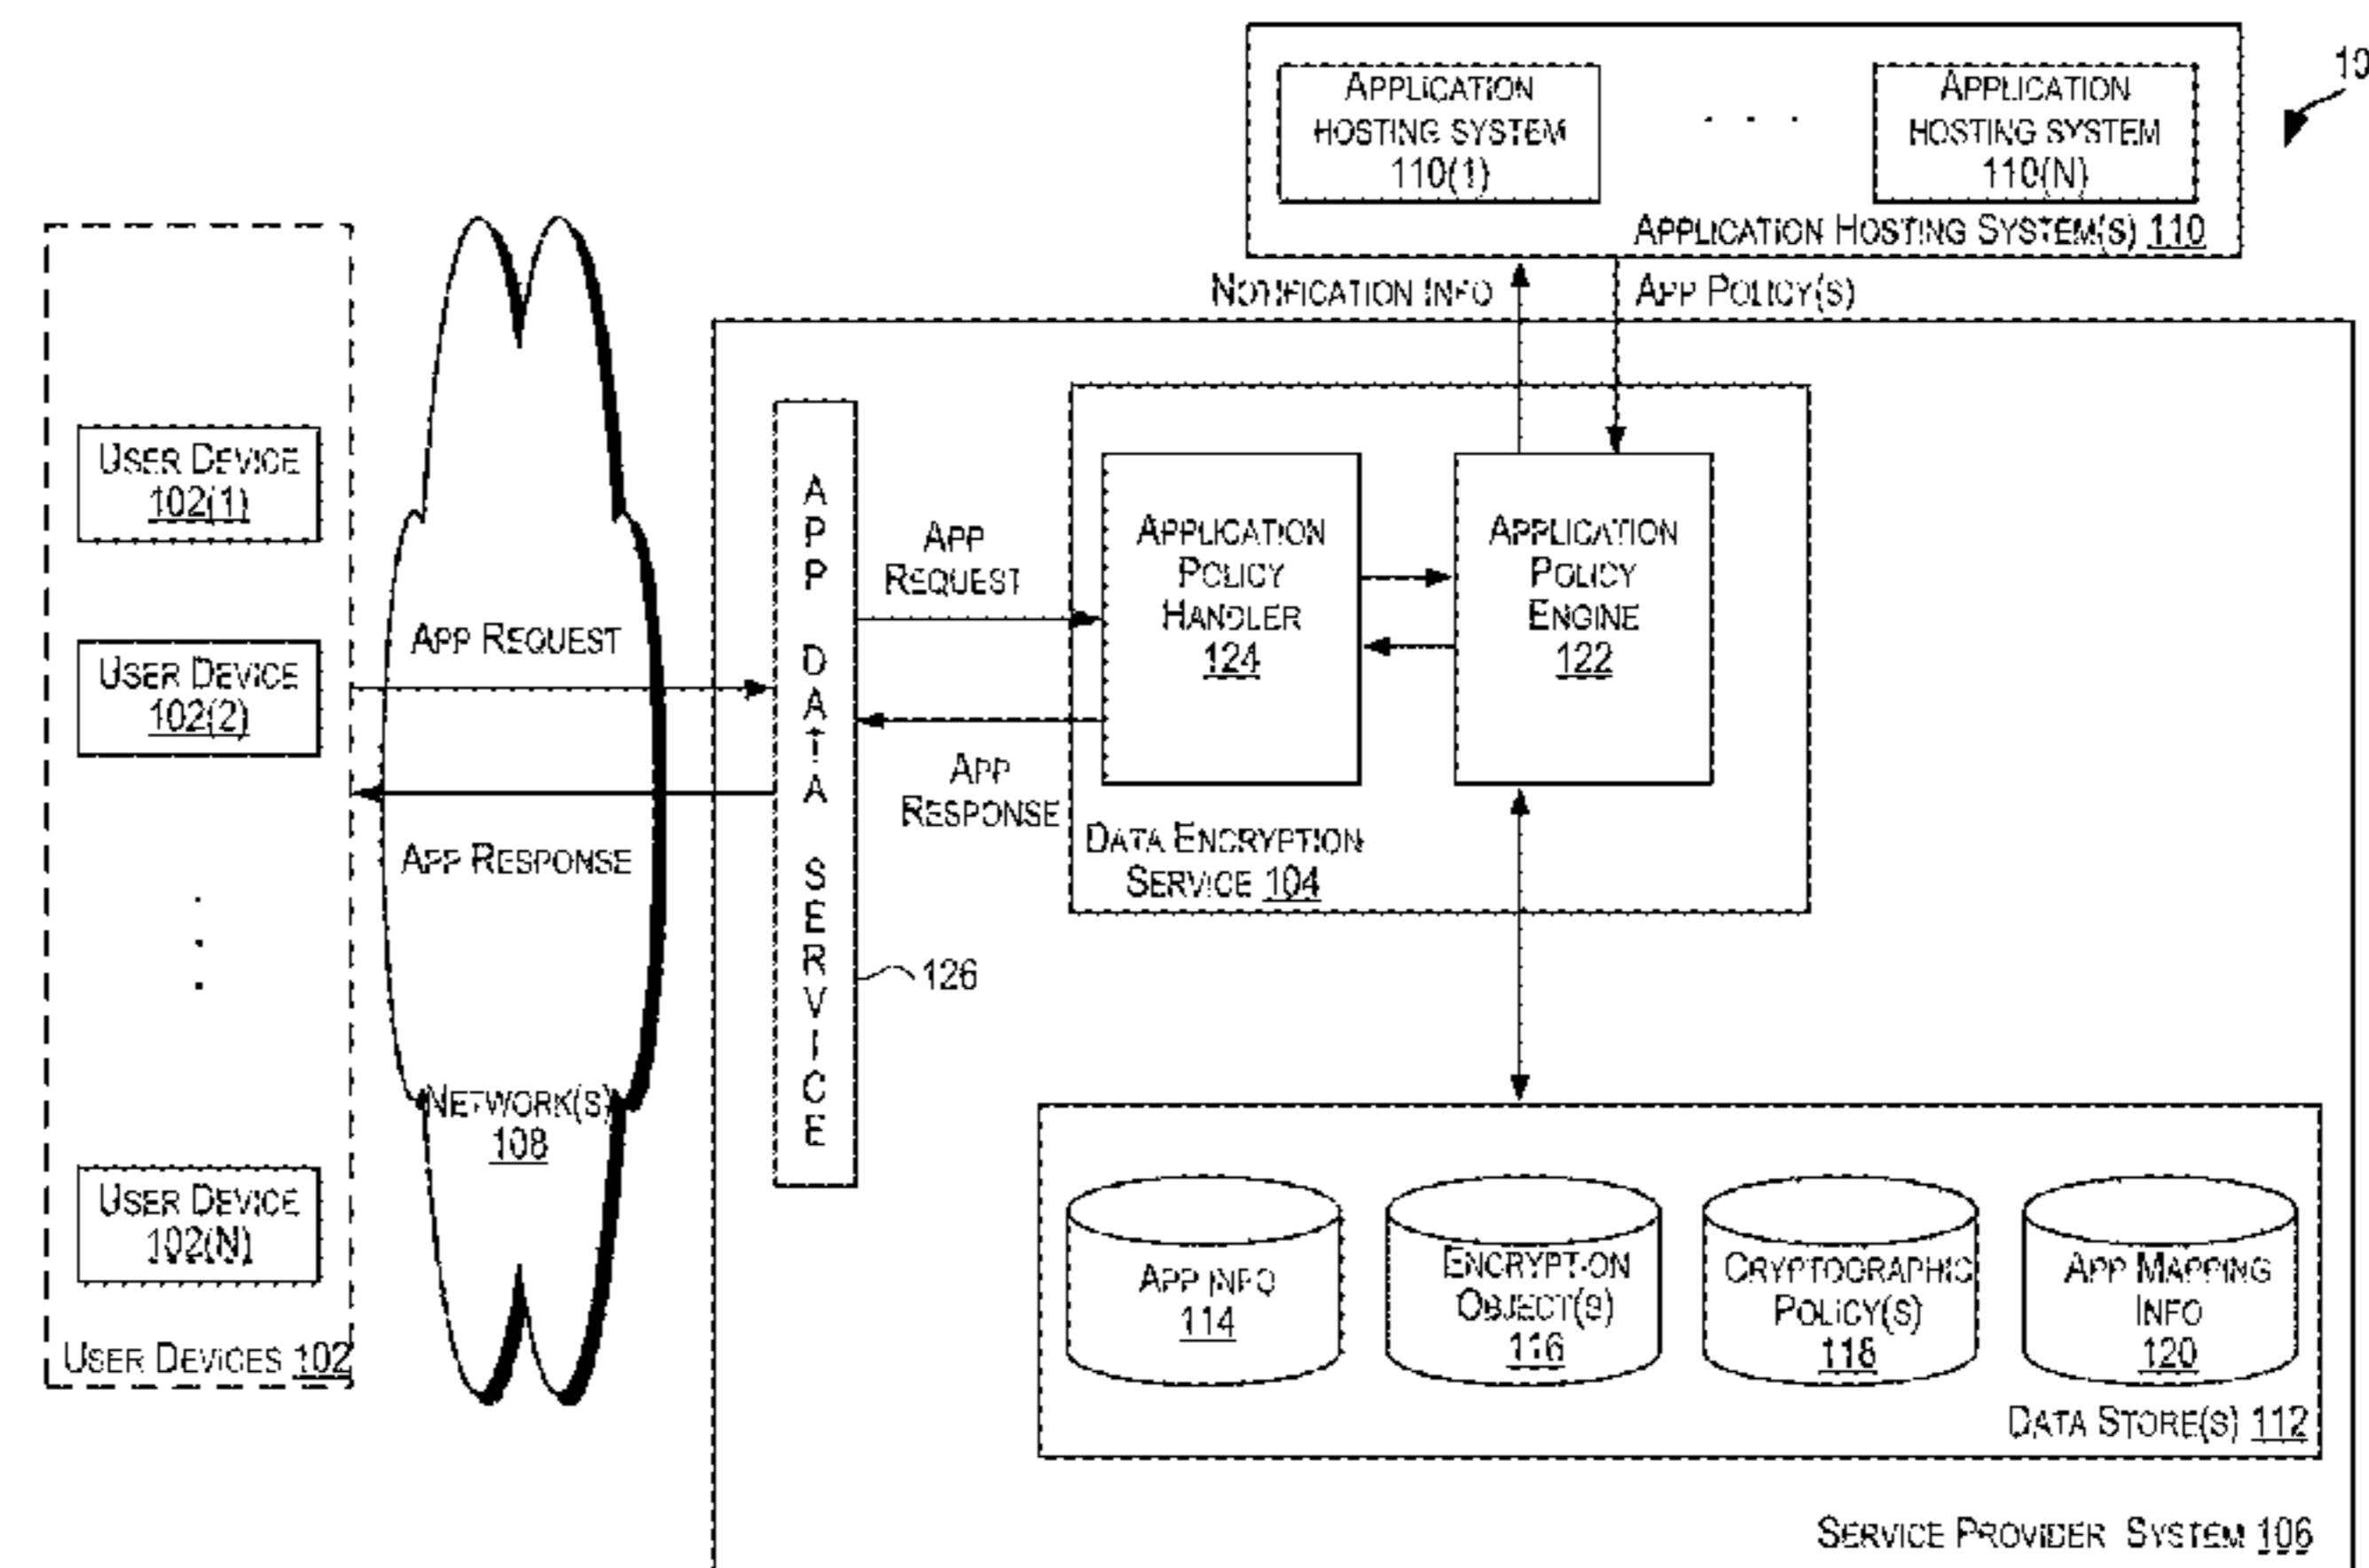 APPLICATION
HOSTING SYSTEM
110(1)
. . .
APPLICATION
HOSTING SYSTEM
110(N)
APPLICATION HOSTING SYSTEM(S) 110
10
NOTIFICATION INFO
APP POLICY(S)
USER DEVICE
102(1)
USER DEVICE
102(2)
USER DEVICE
102(N)
USER DEVICES 102
APP REQUEST
APP RESPONSE
NETWORK(S)
108
APP DATA SERVICE
126
APP
REQUEST
APP
RESPONSE
APPLICATION
POLICY
HANDLER
124
APPLICATION
POLICY
ENGINE
122
DATA ENCRYPTION
SERVICE 104
APP INFO
114
ENCRYPTION
OBJECT(S)
116
CRYPTOGRAPHIC
POLICY(S)
118
APP MAPPING
INFO
120
DATA STORE(S) 112
SERVICE PROVIDER SYSTEM 106